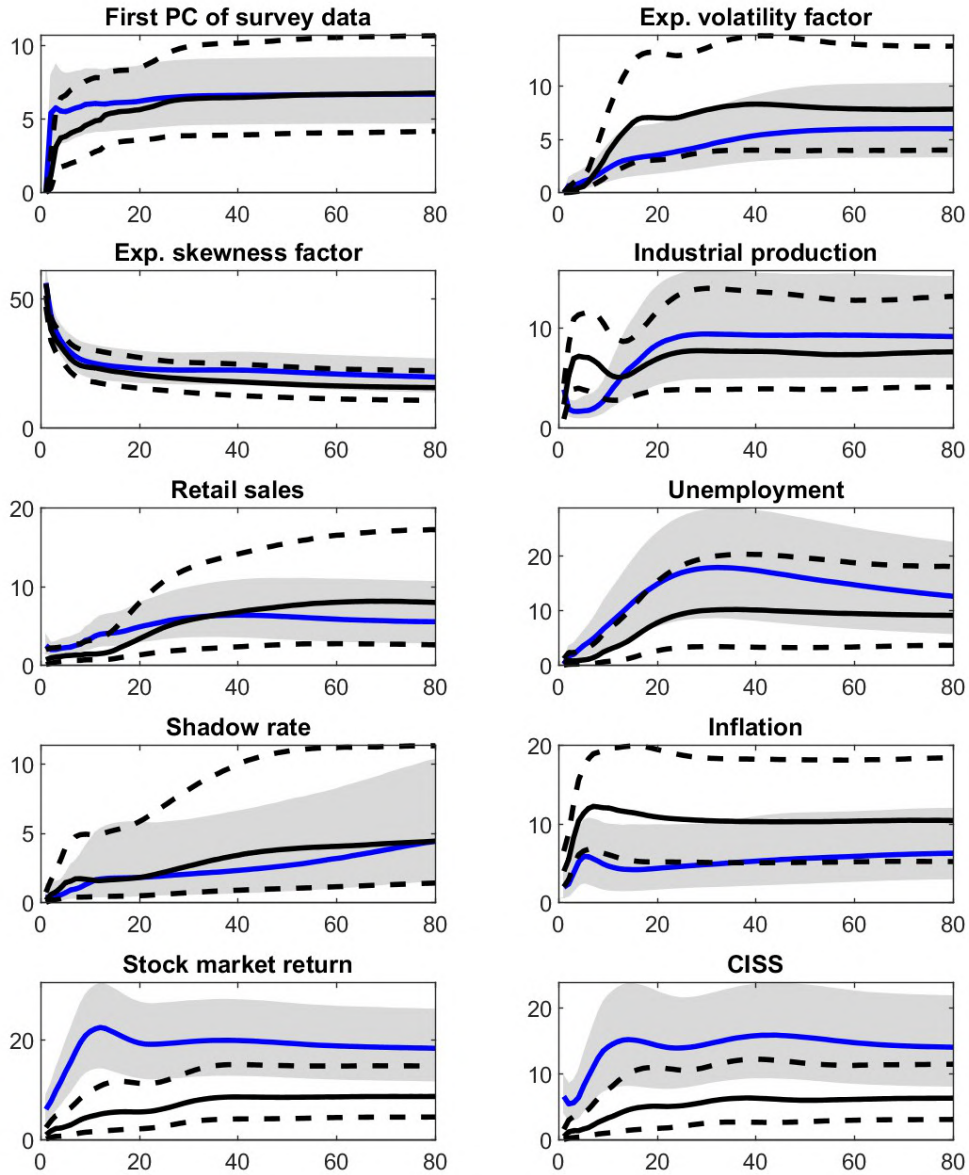 First PC of survey data
10
5
0
0 20 40 60 80
Exp. volatility factor
10
5
0
0 20 40 60 80
Exp. skewness factor
50
0
0 20 40 60 80
Industrial production
10
0
0 20 40 60 80
Retail sales
20
10
0
0 20 40 60 80
Unemployment
20
10
0
0 20 40 60 80
Shadow rate
10
5
0
0 20 40 60 80
Inflation
20
10
0
0 20 40 60 80
Stock market return
20
0
0 20 40 60 80
CISS
20
10
0
0 20 40 60 80